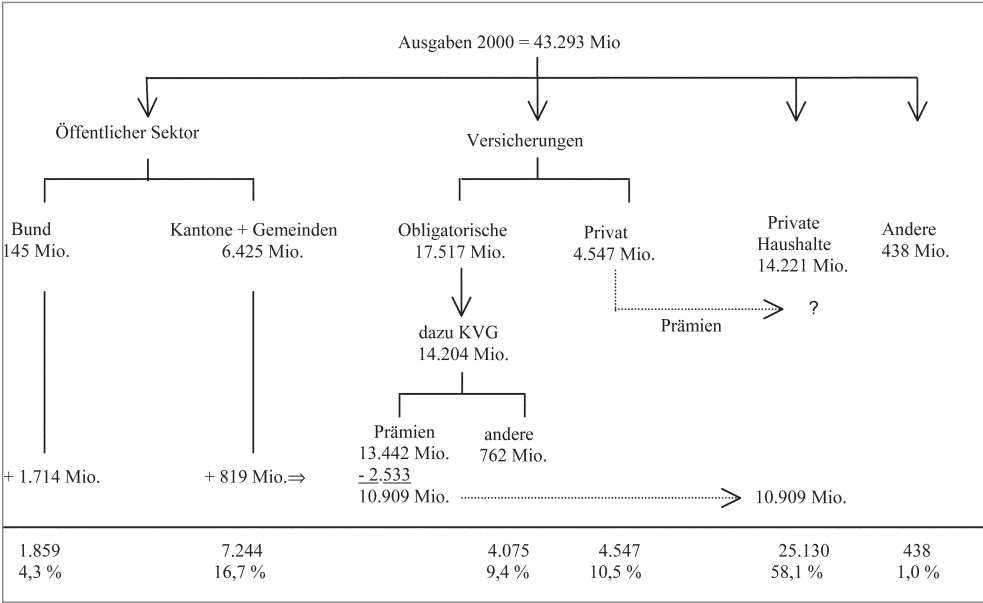 Ausgaben 2000 = 43.293 Mio
Öffentlicher Sektor
Versicherungen
Bund
145 Mio.
Kantone + Gemeinden
6.425 Mio.
Obligatorische
17.517 Mio.
Privat
4.547 Mio.
Private
Haushalte
14.221 Mio.
Andere
438 Mio.
Prämien
?
dazu KVG
14.204 Mio.
Prämien
13.442 Mio.
- 2.533
10.909 Mio.
andere
762 Mio.
+ 1.714 Mio.
+ 819 Mio.⇒
10.909 Mio.
1.859 7.244 4.075 4.547 25.130 438
4,3 % 16,7 % 9,4 % 10,5 % 58,1 % 1,0 %